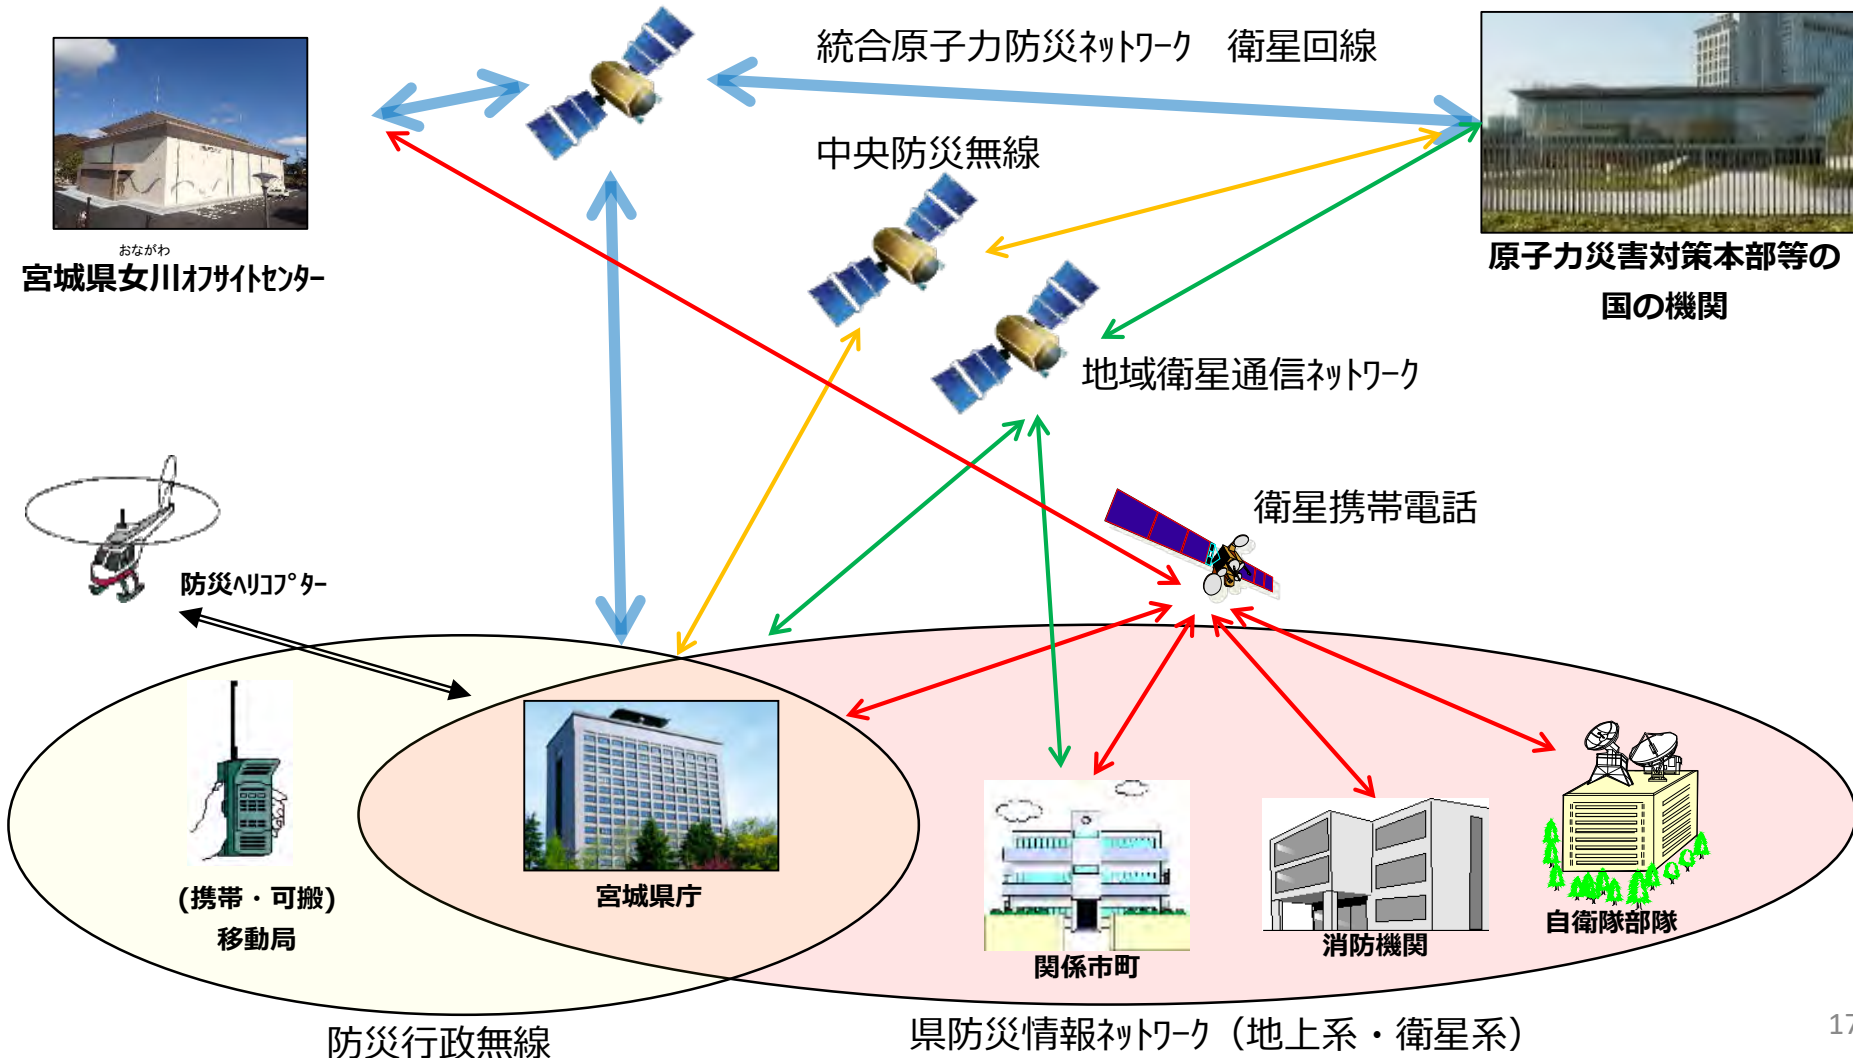 統合原子力防災ﾈｯﾄﾜｰｸ　衛星回線
中央防災無線
おながわ
宮城県女川ｵﾌｻｲﾄｾﾝﾀｰ
原子力災害対策本部等の
国の機関
地域衛星通信ﾈｯﾄﾜｰｸ
衛星携帯電話
防災ﾍﾘｺﾌﾟﾀｰ
(携帯・可搬)
移動局
宮城県庁
関係市町
消防機関
自衛隊部隊
防災行政無線
県防災情報ﾈｯﾄﾜｰｸ（地上系・衛星系）
17